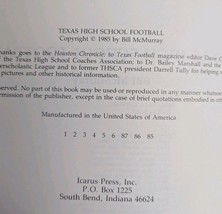 TEXAS HIGH SCHOOL FOOTBALL
Copyright © 1985 by Bill McMurray
hanks goes to the Houston Chronicle; to Texas Football magazine editor Dave C
f the Texas High School Coaches Association; to Dr. Bailey Marshall and the
erscholastic League and to former THSCA president Darrell Tully for helping
pictures and other historical information.
erved. No part of this book may be used or reproduced in any manner whatsoe
ermission of the publisher, except in the case of brief quotations embodied in cri
Manufactured in the United States of America
1 2 3 4 5 6 87 86 85
Icarus Press, Inc.
P.O. Box 1225
South Bend, Indiana 46624